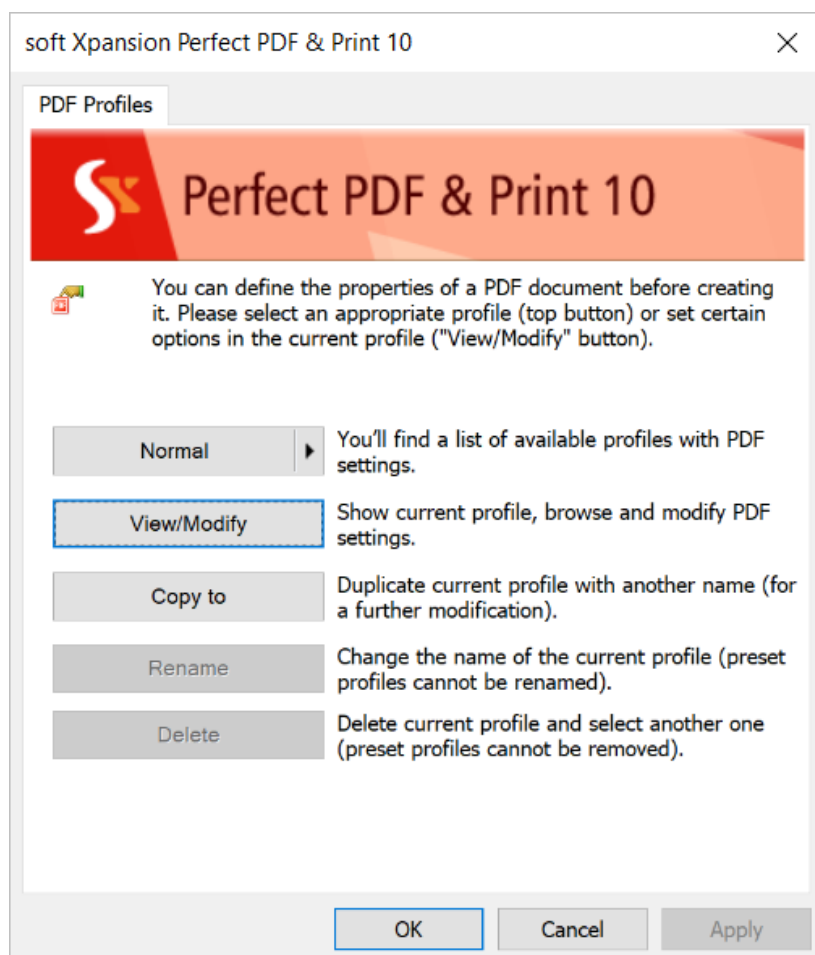 soft Xpansion Perfect PDF & Print 10
PDF Profiles
Sx Perfect PDF & Print 10
You can define the properties of a PDF document before creating
it. Please select an appropriate profile (top button) or set certain
options in the current profile ("View/Modify" button).
Normal
You'll find a list of available profiles with PDF
settings.
View/Modify
Show current profile, browse and modify PDF
settings.
Copy to
Duplicate current profile with another name (for
a further modification).
Rename
Change the name of the current profile (preset
profiles cannot be renamed).
Delete
Delete current profile and select another one
(preset profiles cannot be removed).
OK
Cancel
Apply